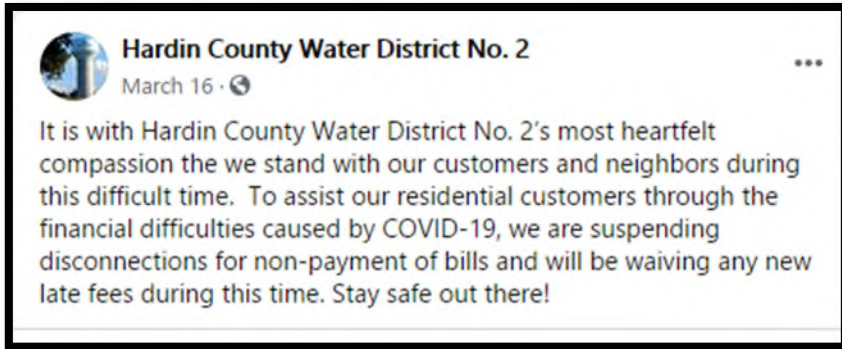 Hardin County Water District No. 2
March 16 ·
It is with Hardin County Water District No. 2's most heartfelt
compassion the we stand with our customers and neighbors during
this difficult time.  To assist our residential customers through the
financial difficulties caused by COVID-19, we are suspending
disconnections for non-payment of bills and will be waiving any new
late fees during this time. Stay safe out there!